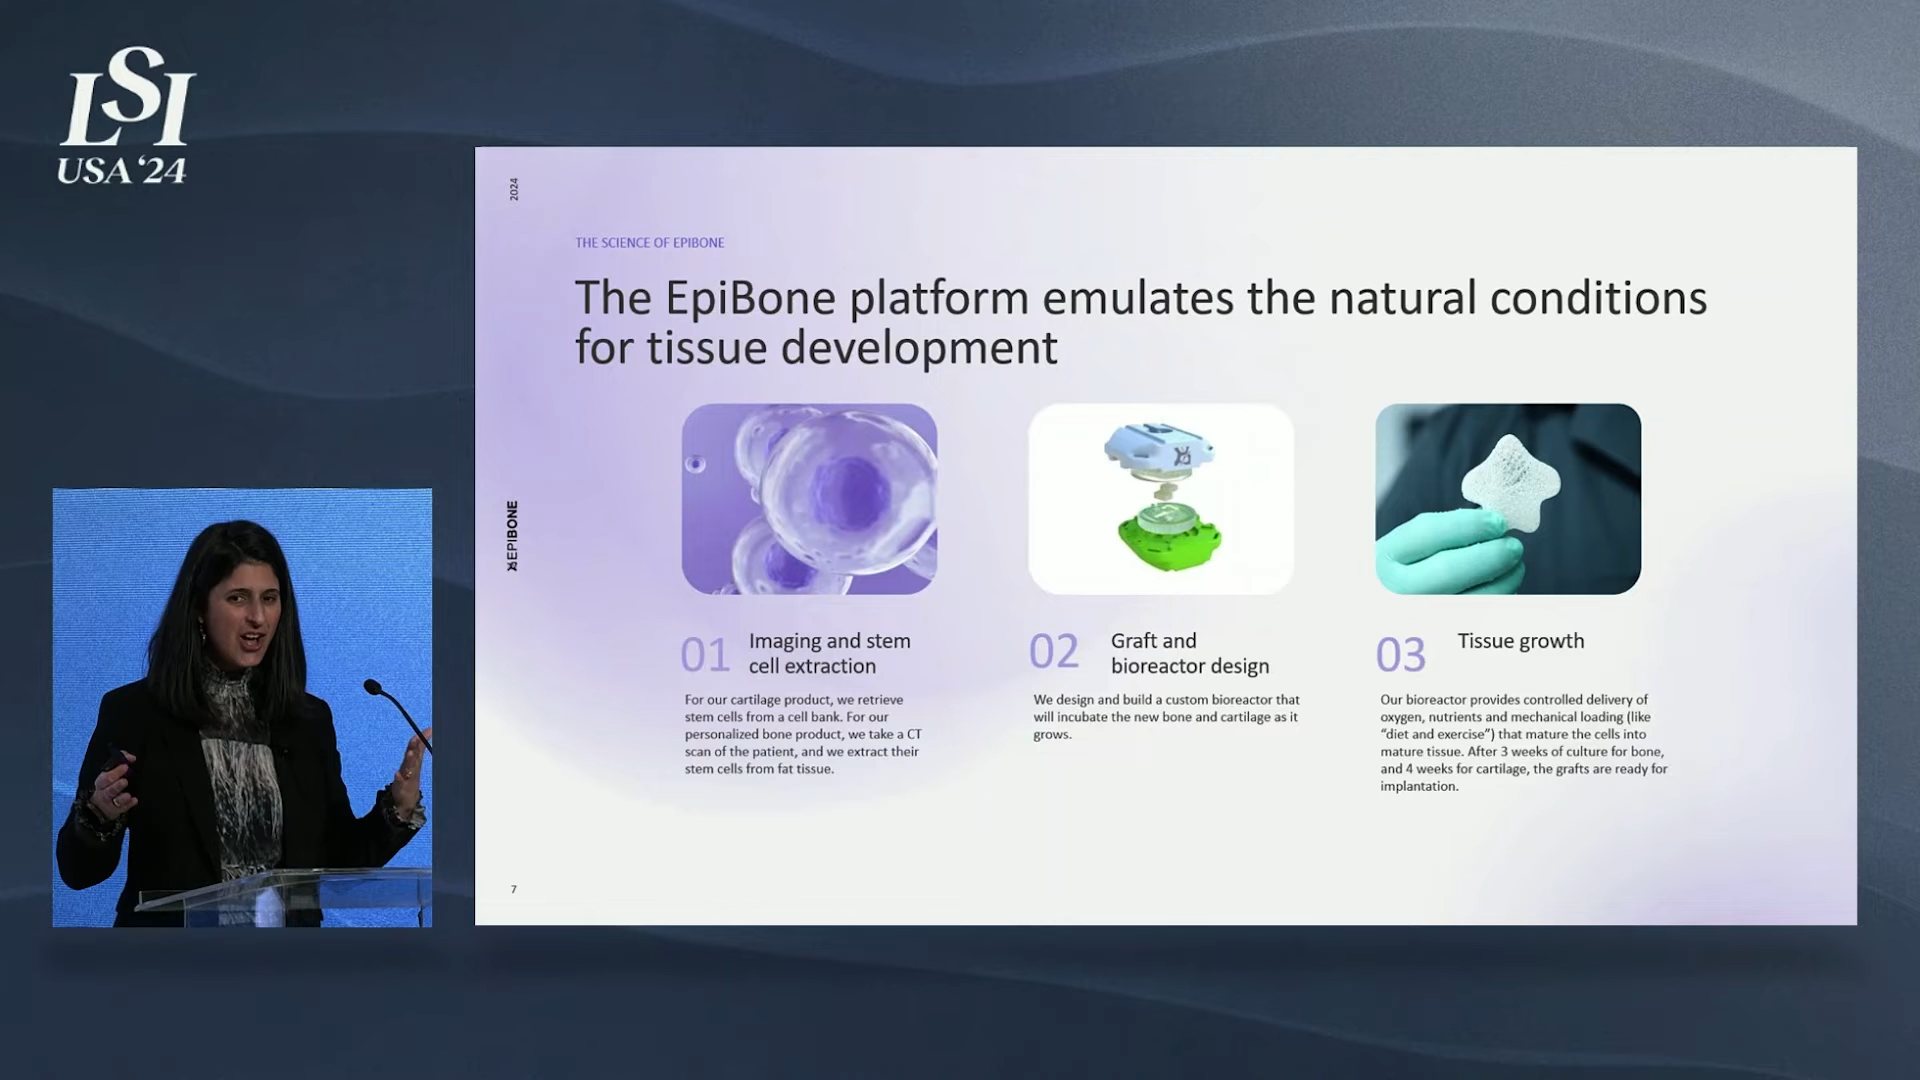 LSI
USA ‘24
2024
THE SCIENCE OF EPIBONE
The EpiBone platform emulates the natural conditions
for tissue development
EPIBONE
01
Imaging and stem
cell extraction
For our cartilage product, we retrieve
stem cells from a cell bank. For our
personalized bone product, we take a CT
scan of the patient, and we extract their
stem cells from fat tissue.
02
Graft and
bioreactor design
We design and build a custom bioreactor that
will incubate the new bone and cartilage as it
grows.
03
Tissue growth
Our bioreactor provides controlled delivery of
oxygen, nutrients and mechanical loading (like
“diet and exercise”) that mature the cells into
mature tissue. After 3 weeks of culture for bone,
and 4 weeks for cartilage, the grafts are ready for
implantation.
7